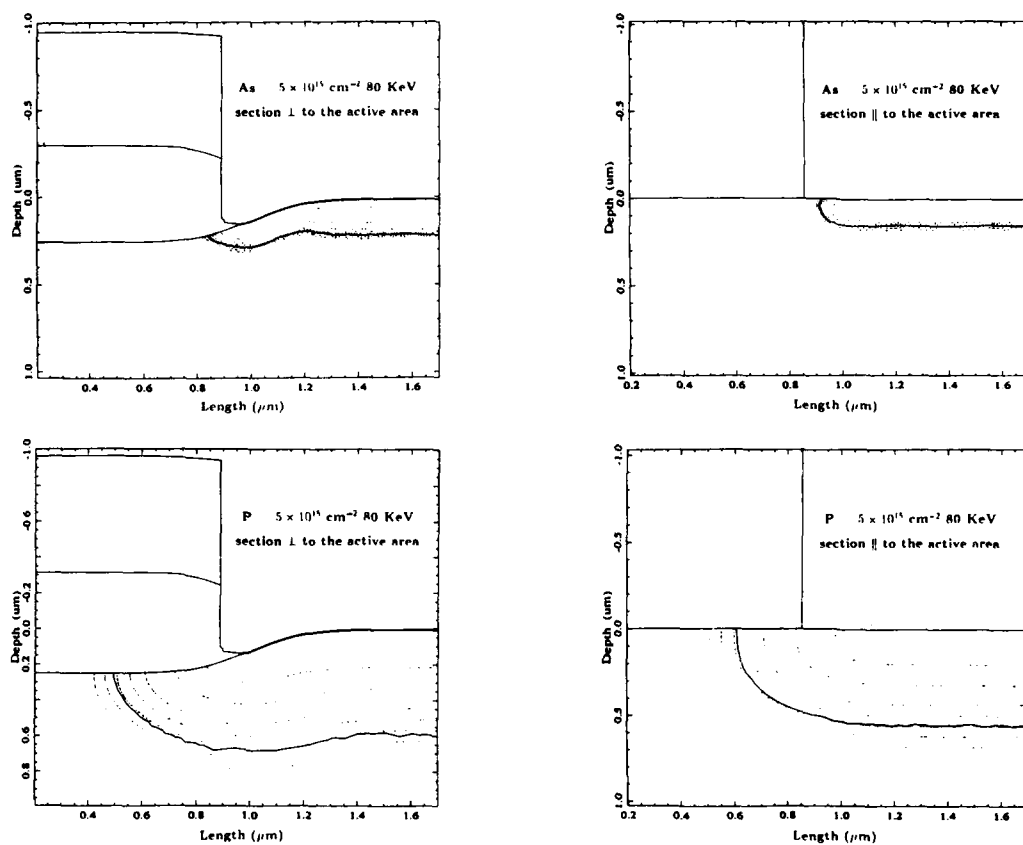 -1.0
-0.5
0.0
0.5
1.0
Depth (um)
As 5 × 10¹⁵ cm⁻² 80 KeV
section ⊥ to the active area
0.4 0.6 0.8 1.0 1.2 1.4 1.6
Length (μm)
-1.0
-0.5
0.0
0.5
1.0
Depth (um)
As 5 × 10¹⁵ cm⁻² 80 KeV
section ∥ to the active area
0.2 0.4 0.6 0.8 1.0 1.2 1.4 1.6
Length (μm)
-1.0
-0.6
-0.2
0.0
0.2
0.6
0.8
Depth (um)
P 5 × 10¹⁵ cm⁻² 80 KeV
section ⊥ to the active area
0.4 0.6 0.8 1.0 1.2 1.4 1.6
Length (μm)
-1.0
-0.5
0.0
0.5
1.0
Depth (um)
P 5 × 10¹⁵ cm⁻² 80 KeV
section ∥ to the active area
0.2 0.4 0.6 0.8 1.0 1.2 1.4 1.6
Length (μm)